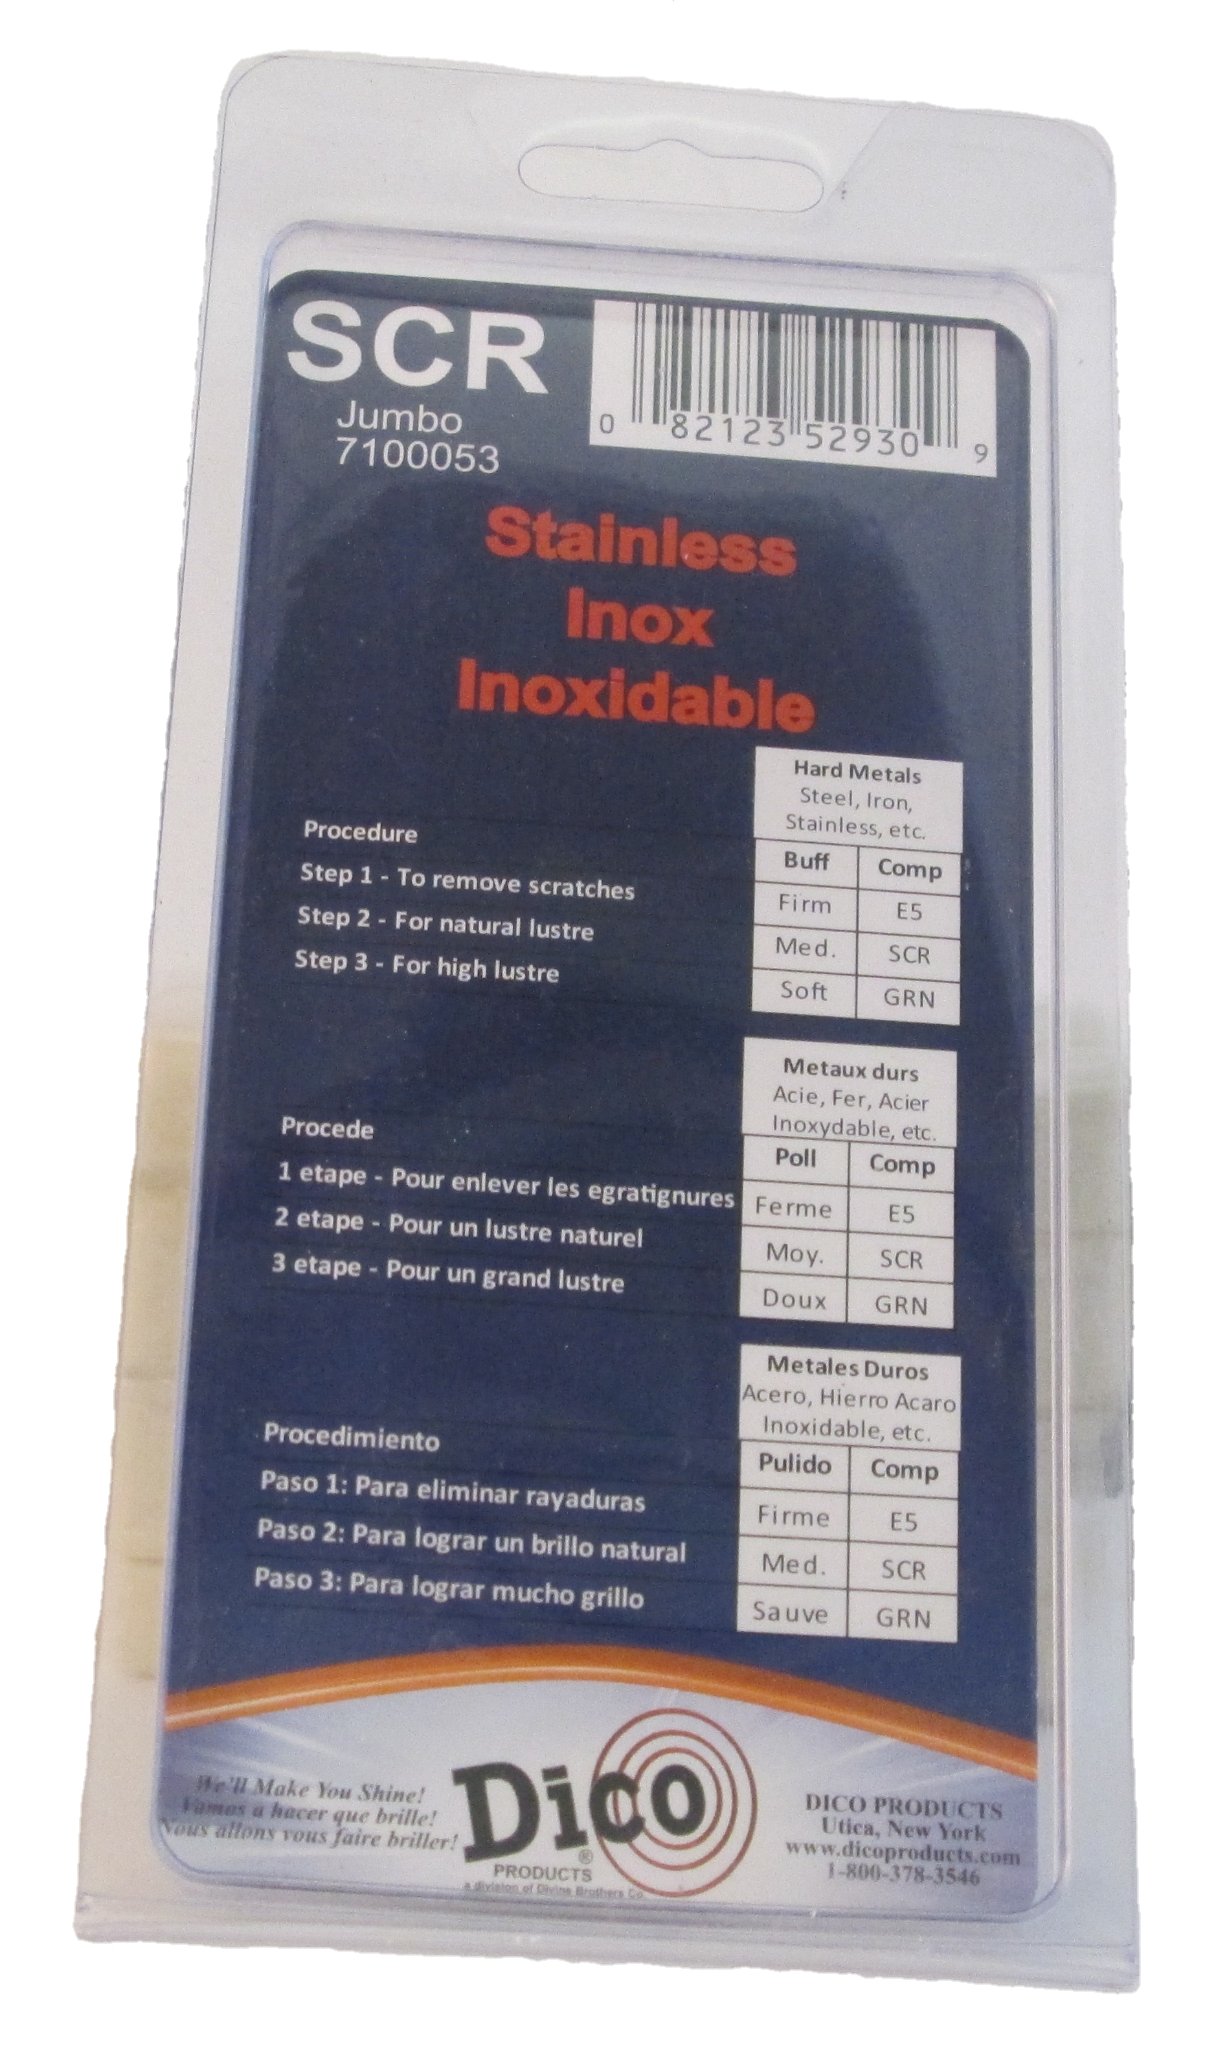 SCR
Jumbo
7100053
0 82123 52930 9
Stainless
Inox
Inoxidable
Hard Metals
Steel, Iron,
Stainless, etc.
Procedure
Buff Comp
Step 1 - To remove scratches Firm E5
Step 2 - For natural lustre Med. SCR
Step 3 - For high lustre Soft GRN
Metaux durs
Acie, Fer, Acier
Inoxydable, etc.
Procede
Poll Comp
1 etape - Pour enlever les egratignures Ferme E5
2 etape - Pour un lustre naturel Moy. SCR
3 etape - Pour un grand lustre Doux GRN
Metales Duros
Acero, Hierro Acaro
Inoxidable, etc.
Procedimiento
Pulido Comp
Paso 1: Para eliminar rayaduras Firme E5
Paso 2: Para lograr un brillo natural Med. SCR
Paso 3: Para lograr mucho grillo Sauve GRN
We'll Make You Shine!
Vamas a hacer que brille!
Nous allons vous faire briller!
Dico
®
PRODUCTS
a division of Divine Brothers Co.
DICO PRODUCTS
Utica, New York
www.dicoproducts.com
1-800-378-3546